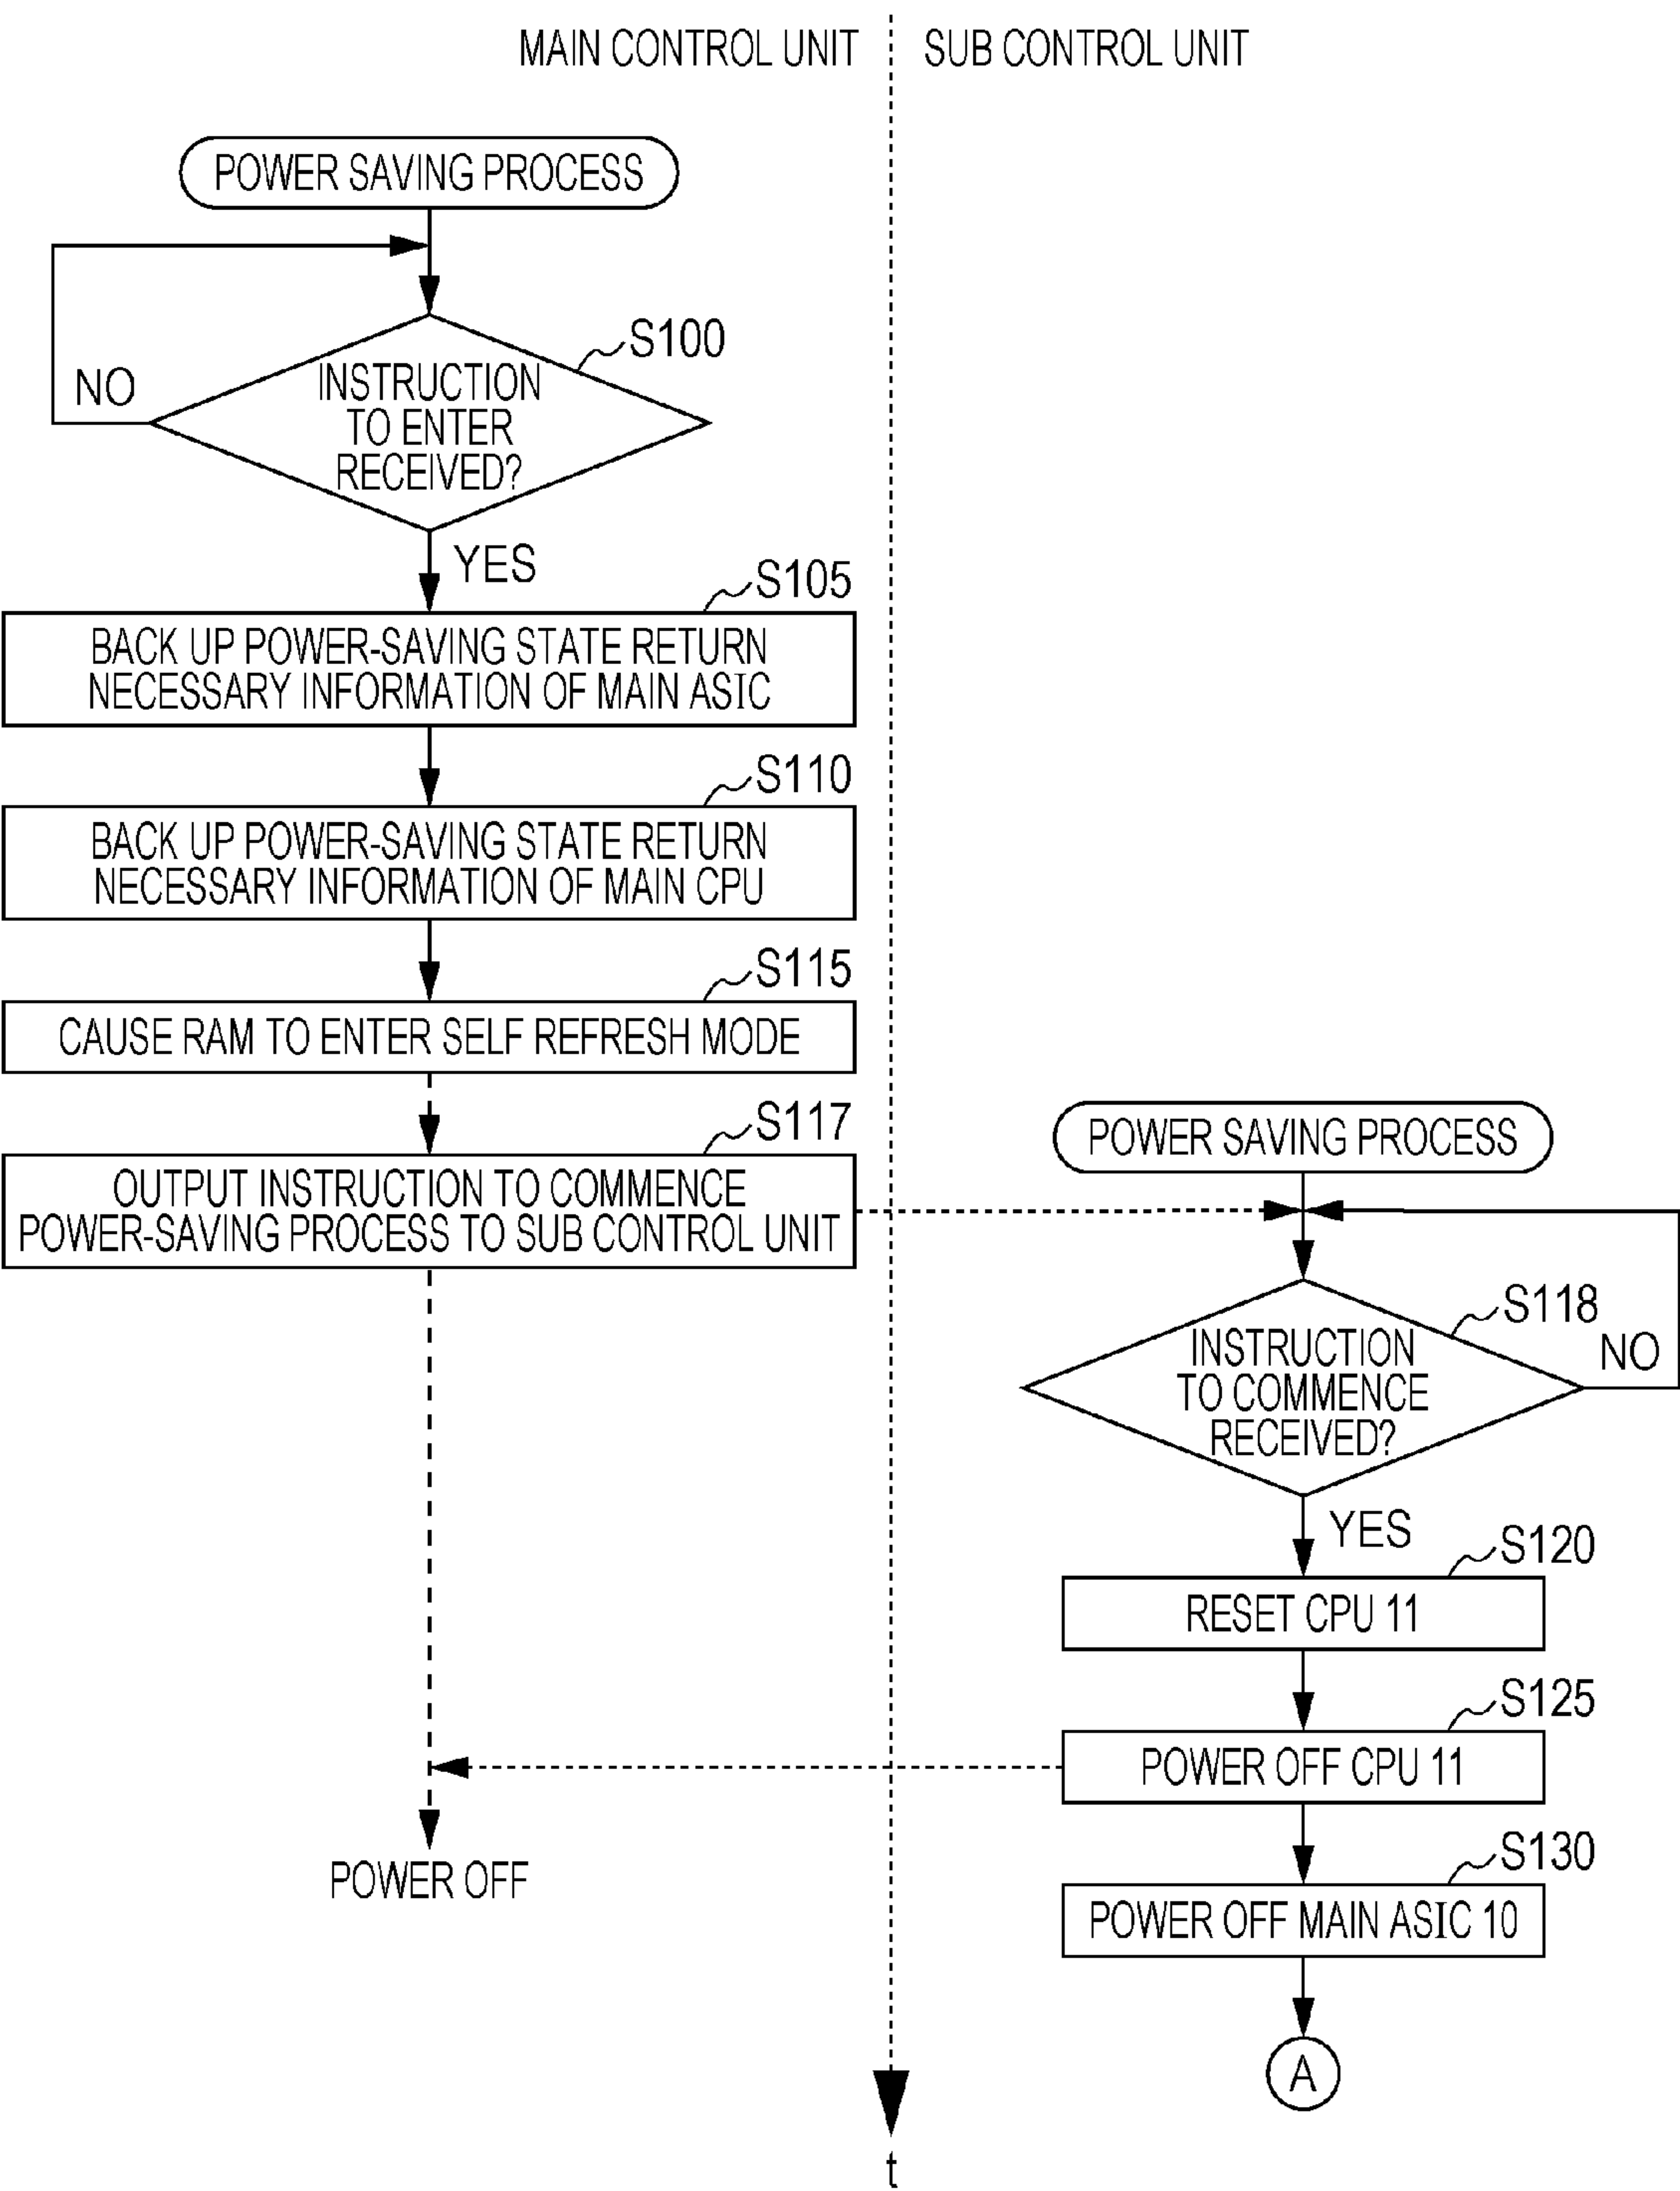 MAIN CONTROL UNIT
SUB CONTROL UNIT
POWER SAVING PROCESS
S100
NO
INSTRUCTION
TO ENTER
RECEIVED?
YES
S105
BACK UP POWER-SAVING STATE RETURN
NECESSARY INFORMATION OF MAIN ASIC
S110
BACK UP POWER-SAVING STATE RETURN
NECESSARY INFORMATION OF MAIN CPU
S115
CAUSE RAM TO ENTER SELF REFRESH MODE
S117
OUTPUT INSTRUCTION TO COMMENCE
POWER-SAVING PROCESS TO SUB CONTROL UNIT
POWER OFF
POWER SAVING PROCESS
S118
NO
INSTRUCTION
TO COMMENCE
RECEIVED?
YES
S120
RESET CPU 11
S125
POWER OFF CPU 11
S130
POWER OFF MAIN ASIC 10
A
t